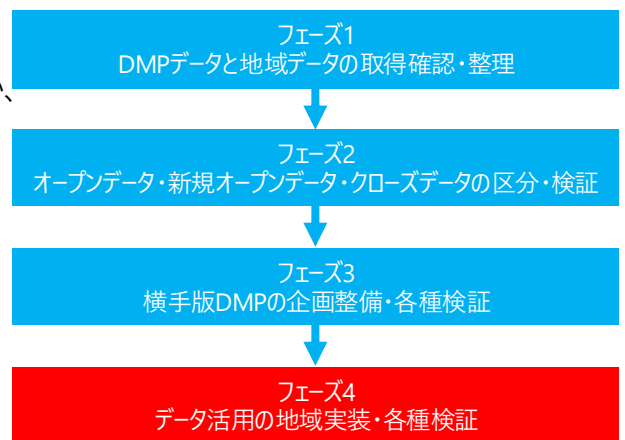 フェーズ1
DMPデータと地域データの取得確認・整理
、
フェーズ2
オープンデータ・新規オープンデータ・クローズデータの区分・検証
フェーズ3
横手版DMPの企画整備・各種検証
フェーズ4
データ活用の地域実装・各種検証